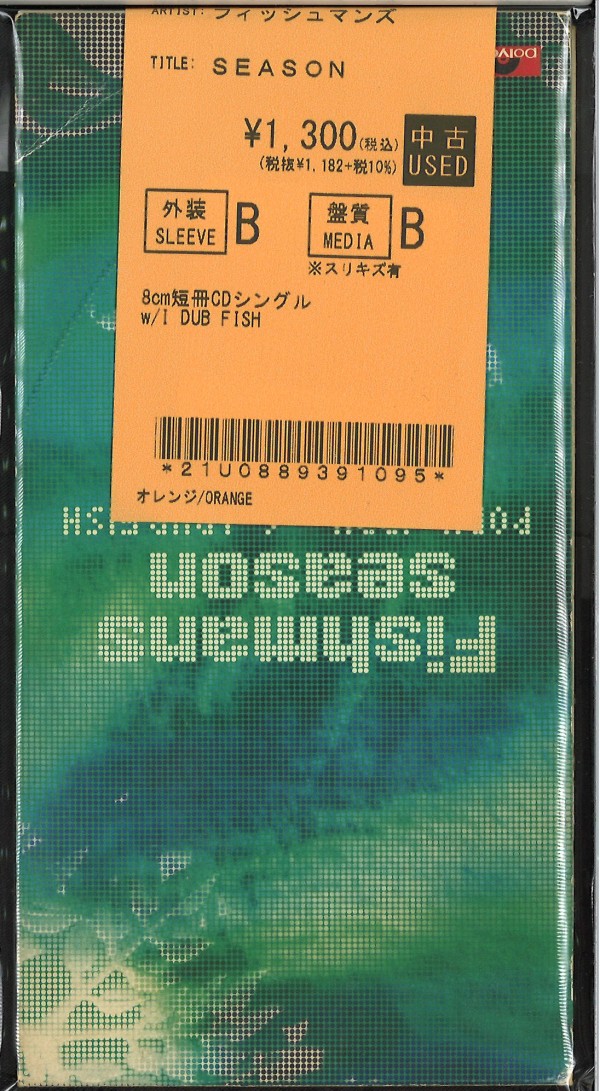 ARTIST: フィッシュマンズ
TITLE: SEASON
¥1,300(税込)
(税抜¥1,182+税10%)
中古
USED
外装
SLEEVE
B
盤質
MEDIA
B
※スリキズ有
8cm短冊CDシングル
w/I DUB FISH
*21U0889391095*
オレンジ/ORANGE
Fishmans
season